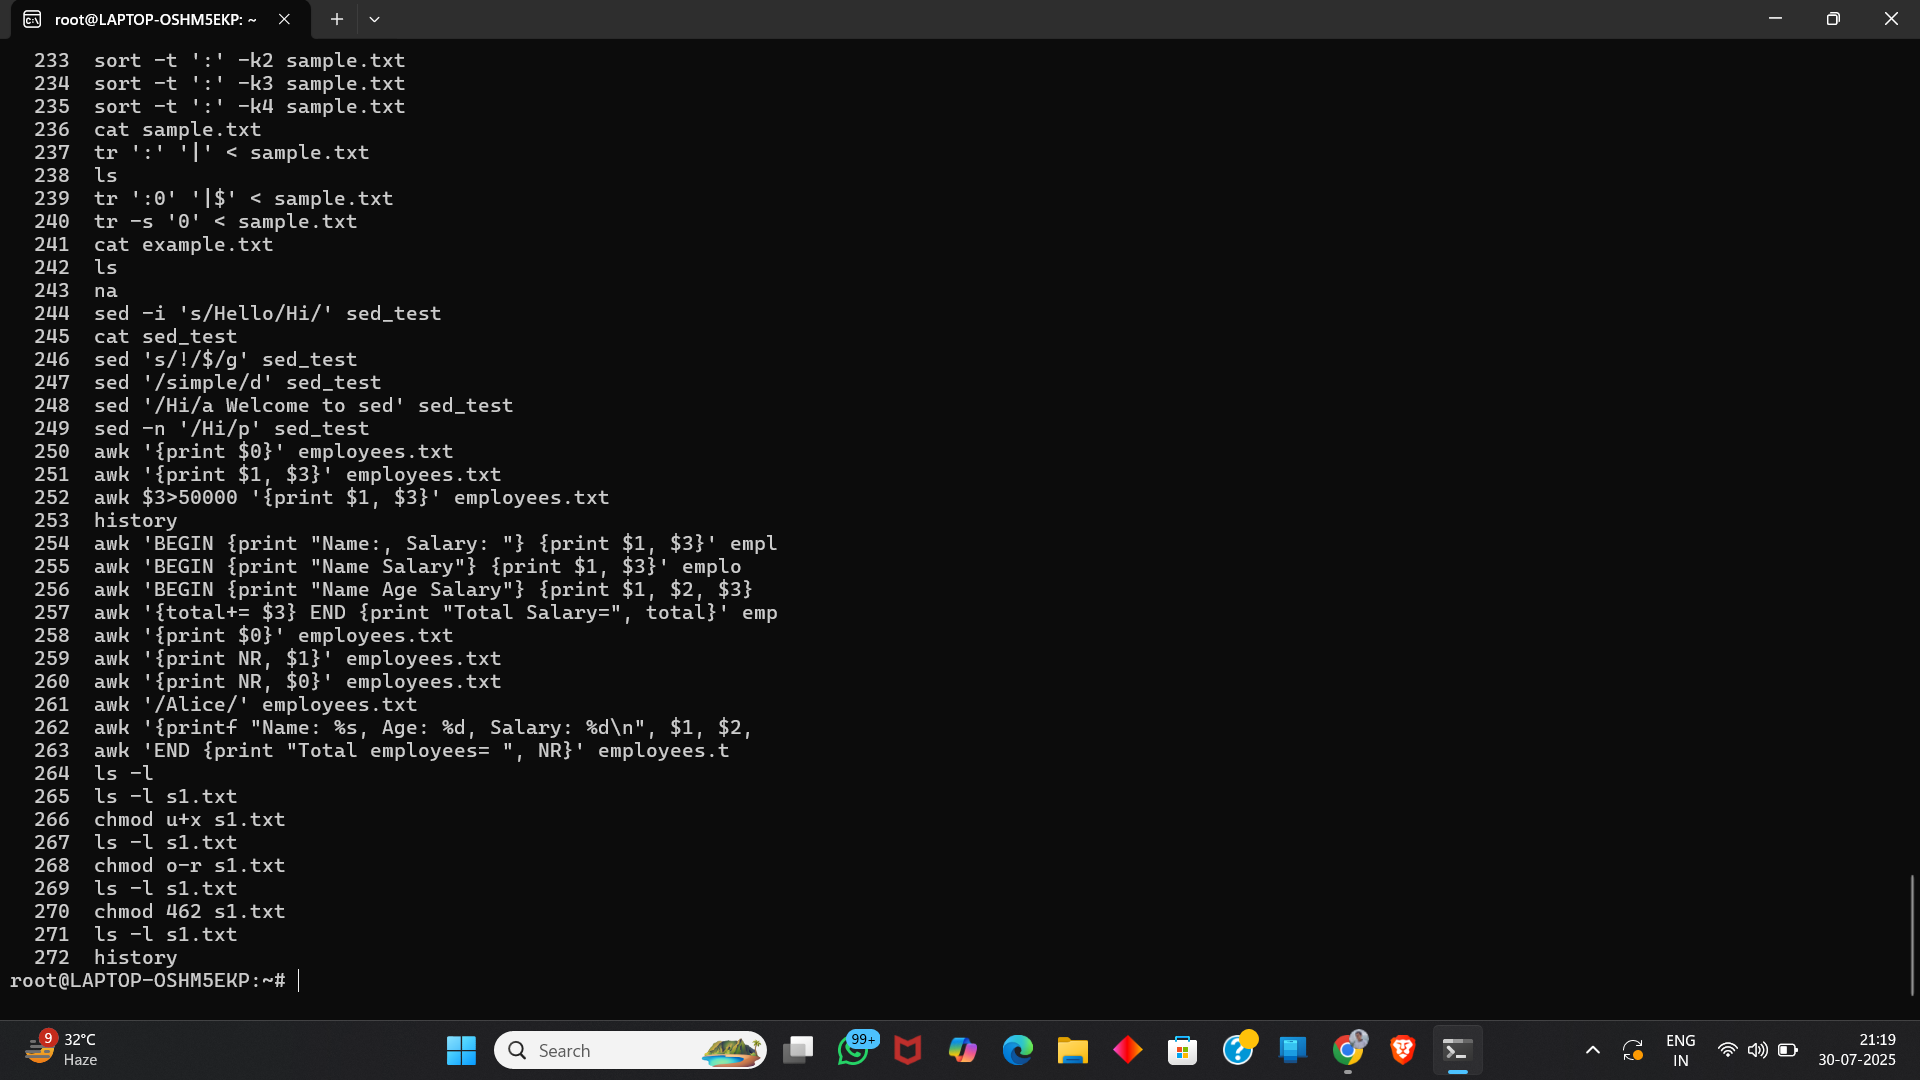 root@LAPTOP-OSHM5EKP: ~
233 sort -t ':' -k2 sample.txt
234 sort -t ':' -k3 sample.txt
235 sort -t ':' -k4 sample.txt
236 cat sample.txt
237 tr ':' '|' < sample.txt
238 ls
239 tr ':0' '|$' < sample.txt
240 tr -s '0' < sample.txt
241 cat example.txt
242 ls
243 na
244 sed -i 's/Hello/Hi/' sed_test
245 cat sed_test
246 sed 's/!/$/g' sed_test
247 sed '/simple/d' sed_test
248 sed '/Hi/a Welcome to sed' sed_test
249 sed -n '/Hi/p' sed_test
250 awk '{print $0}' employees.txt
251 awk '{print $1, $3}' employees.txt
252 awk $3>50000 '{print $1, $3}' employees.txt
253 history
254 awk 'BEGIN {print "Name:, Salary: "} {print $1, $3}' empl
255 awk 'BEGIN {print "Name Salary"} {print $1, $3}' emplo
256 awk 'BEGIN {print "Name Age Salary"} {print $1, $2, $3}
257 awk '{total+= $3} END {print "Total Salary=", total}' emp
258 awk '{print $0}' employees.txt
259 awk '{print NR, $1}' employees.txt
260 awk '{print NR, $0}' employees.txt
261 awk '/Alice/' employees.txt
262 awk '{printf "Name: %s, Age: %d, Salary: %d\n", $1, $2,
263 awk 'END {print "Total employees= ", NR}' employees.t
264 ls -l
265 ls -l s1.txt
266 chmod u+x s1.txt
267 ls -l s1.txt
268 chmod o-r s1.txt
269 ls -l s1.txt
270 chmod 462 s1.txt
271 ls -l s1.txt
272 history
root@LAPTOP-OSHM5EKP:~#
9
32°C
Haze
Search
99+
ENG
IN
21:19
30-07-2025